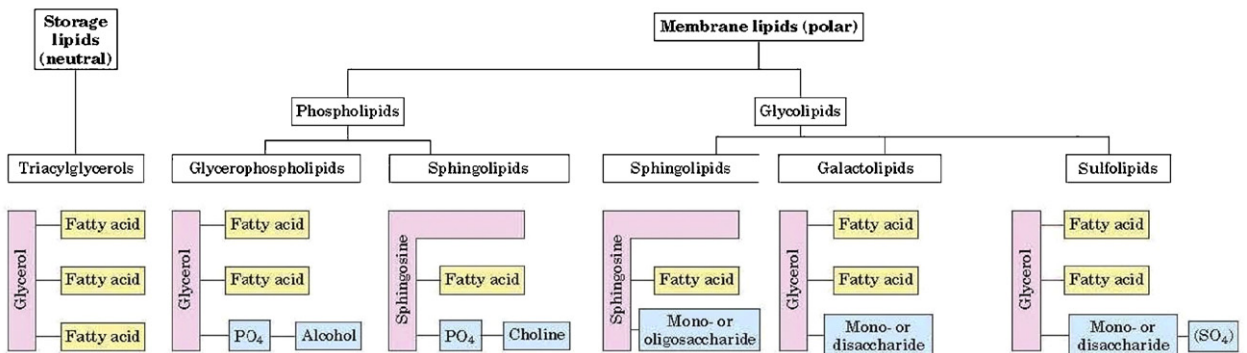 Storage
lipids
(neutral)
Membrane lipids (polar)
Phospholipids
Glycolipids
Triacylglycerols
Glycerophospholipids
Sphingolipids
Sphingolipids
Galactolipids
Sulfolipids
Glycerol
Fatty acid
Fatty acid
Fatty acid
Glycerol
Fatty acid
Fatty acid
PO₄
Alcohol
Sphingosine
Fatty acid
PO₄
Choline
Sphingosine
Fatty acid
Mono- or
oligosaccharide
Glycerol
Fatty acid
Fatty acid
Mono- or
disaccharide
Fatty acid
Fatty acid
Mono- or
disaccharide
(SO₄)
Glycerol